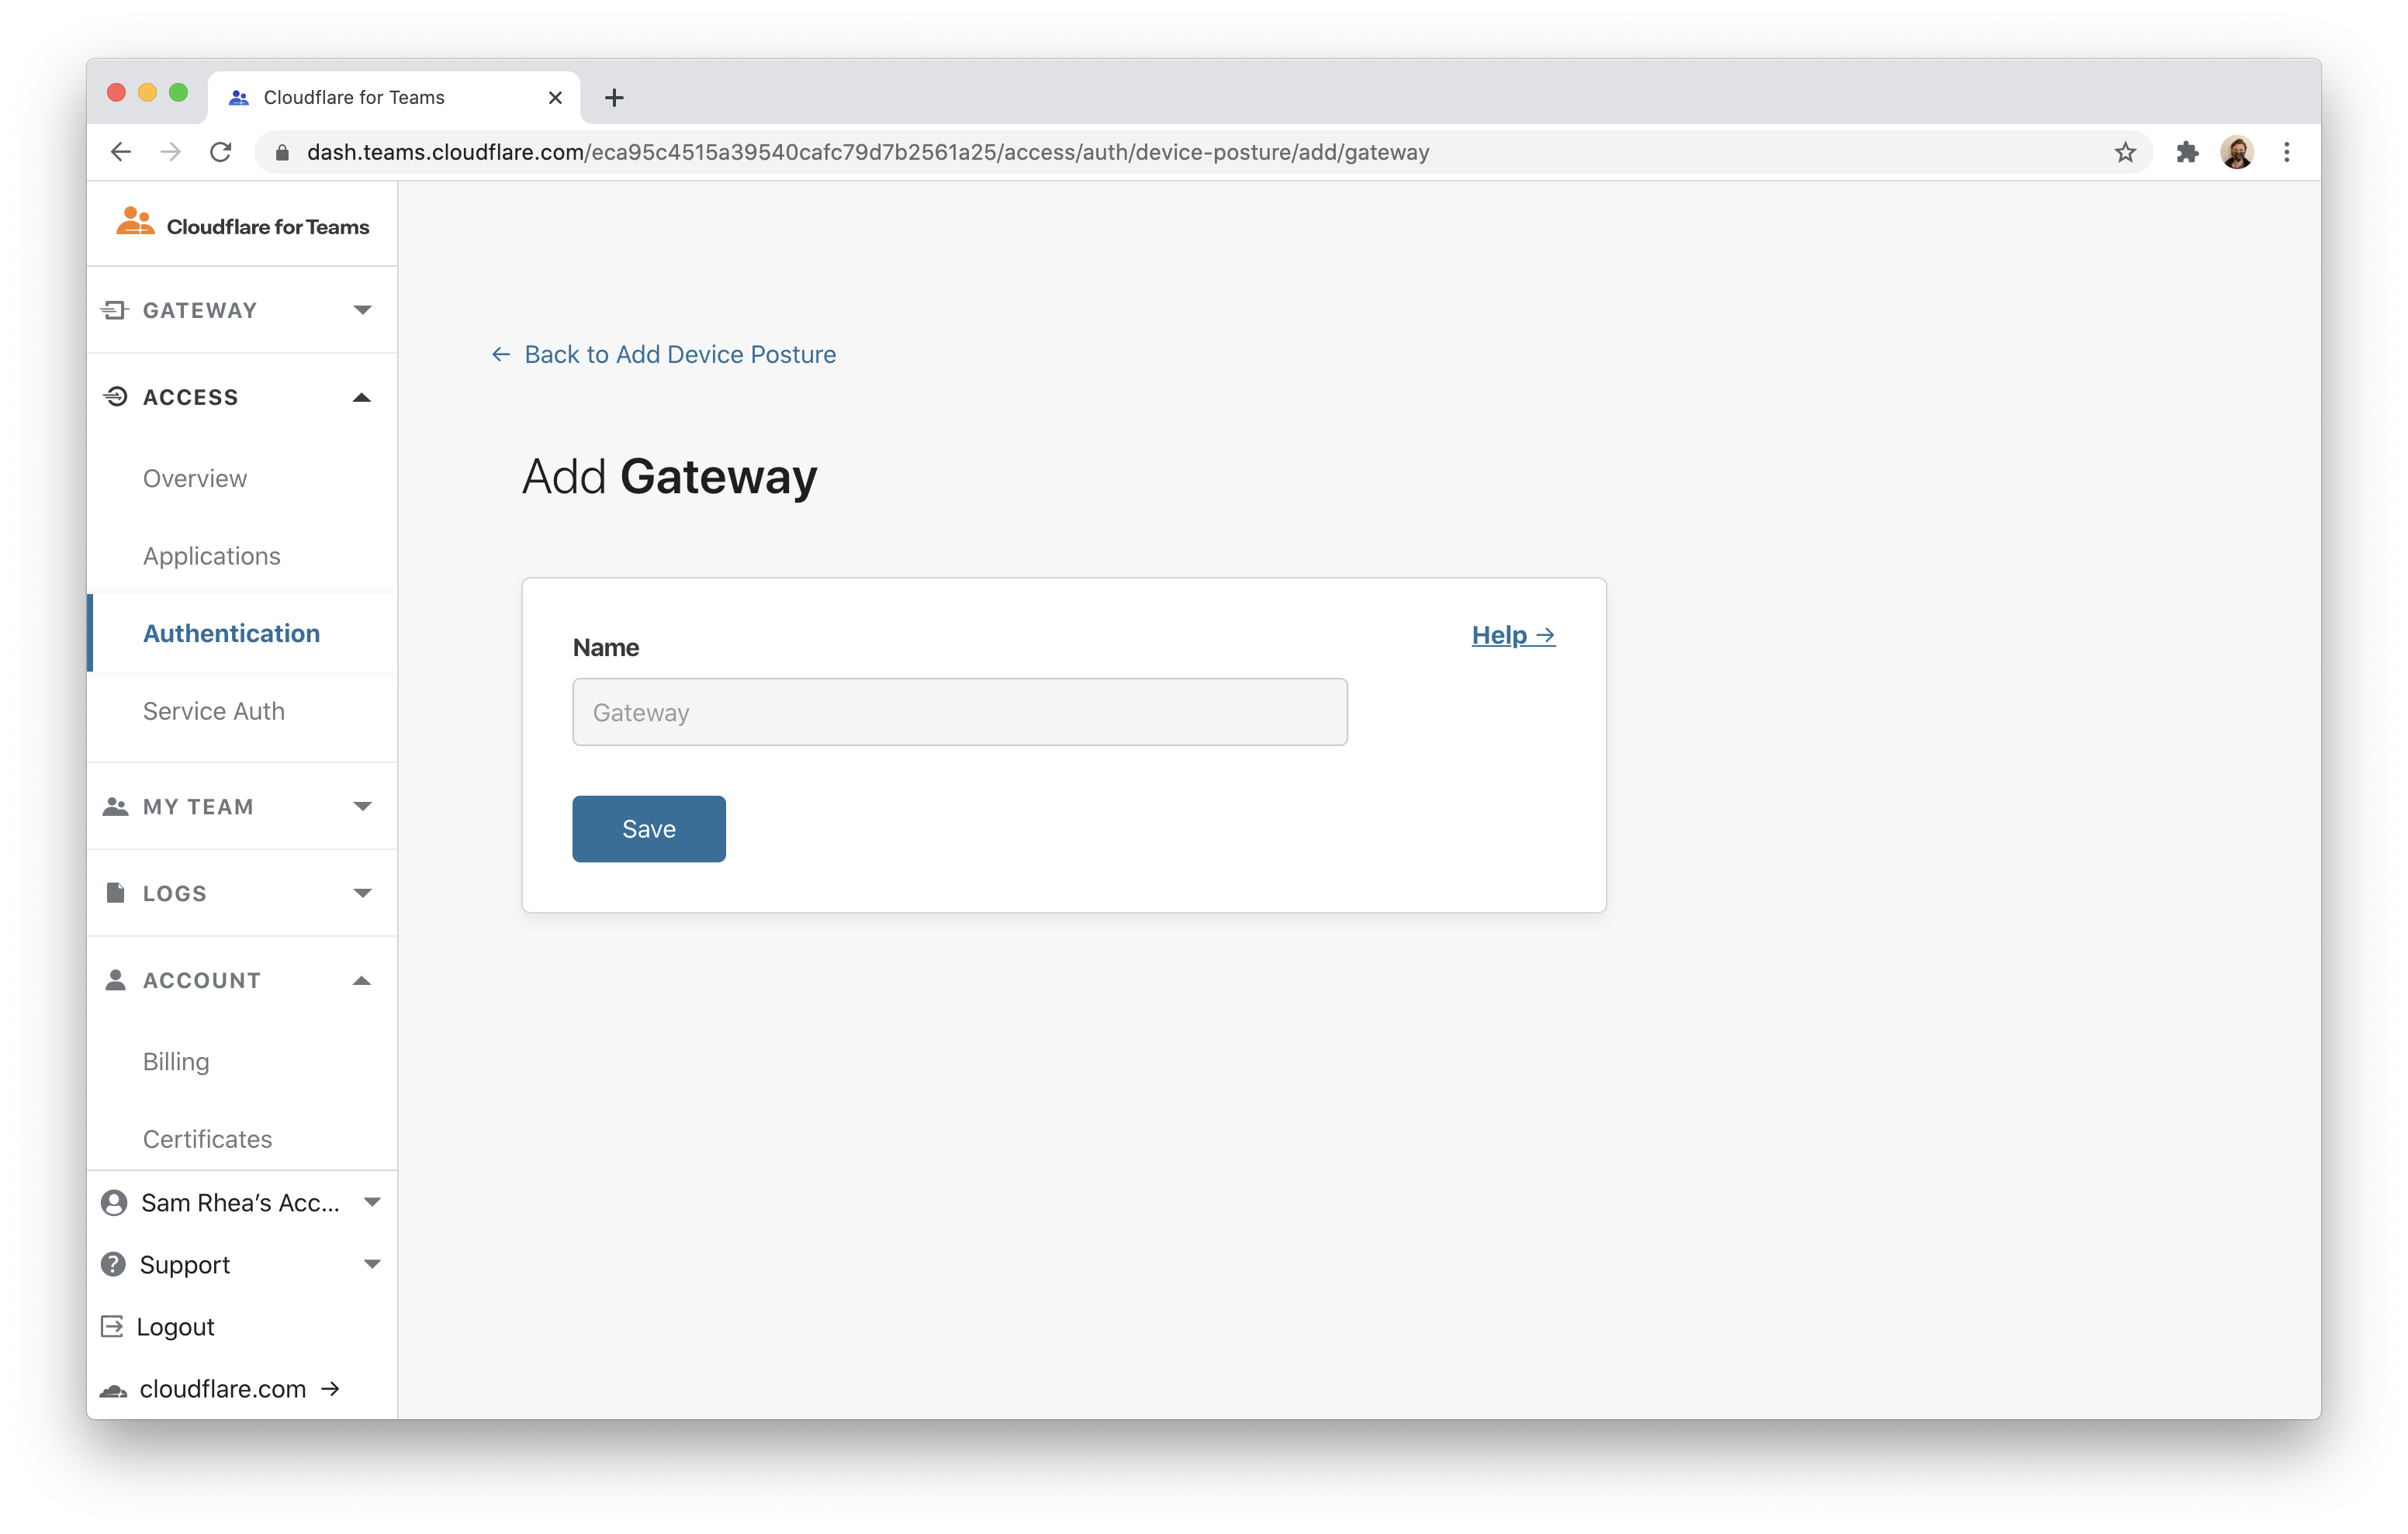 Cloudflare for Teams
dash.teams.cloudflare.com/eca95c4515a39540cafc79d7b2561a25/access/auth/device-posture/add/gateway
Cloudflare for Teams
GATEWAY
ACCESS
Overview
Applications
Authentication
Service Auth
MY TEAM
LOGS
ACCOUNT
Billing
Certificates
Sam Rhea’s Acc...
Support
Logout
cloudflare.com →
← Back to Add Device Posture
Add Gateway
Help →
Name
Gateway
Save